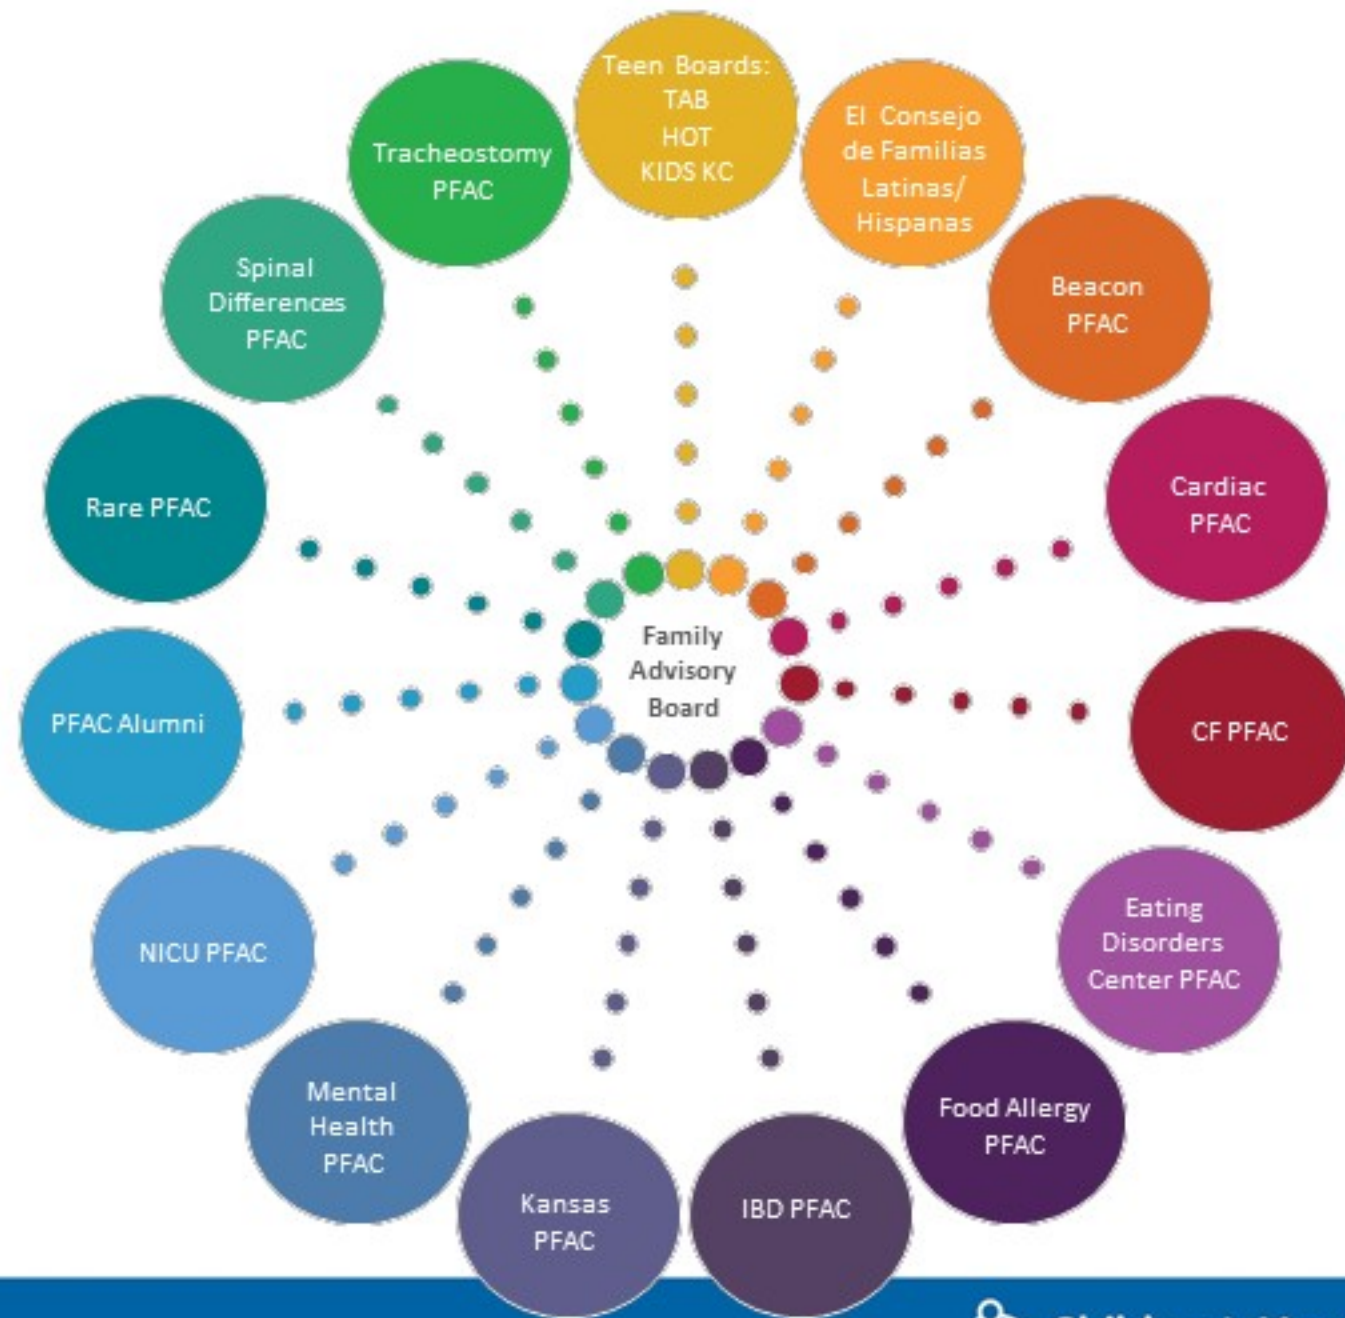 Teen Boards:
TAB
HOT
KIDS KC
El Consejo
de Familias
Latinas/
Hispanas
Beacon
PFAC
Cardiac
PFAC
CF PFAC
Eating
Disorders
Center PFAC
Food Allergy
PFAC
IBD PFAC
Kansas
PFAC
Mental
Health
PFAC
NICU PFAC
PFAC Alumni
Rare PFAC
Spinal
Differences
PFAC
Tracheostomy
PFAC
Family
Advisory
Board